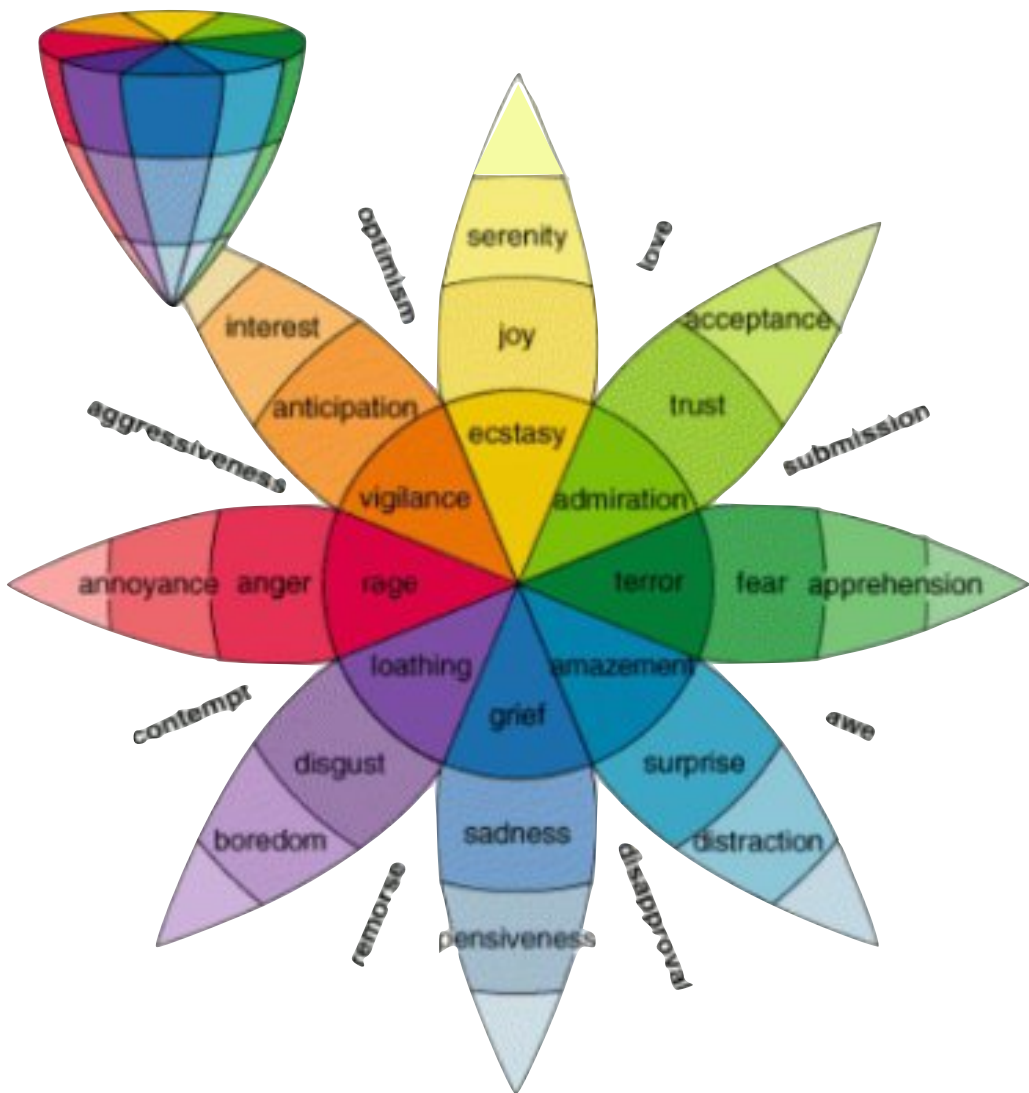 optimism
love
serenity
interest
acceptance
joy
anticipation
trust
aggressiveness
ecstasy
submission
vigilance
admiration
annoyance
anger
rage
terror
fear
apprehension
loathing
amazement
contempt
grief
awe
disgust
surprise
sadness
boredom
distraction
remorse
disapproval
pensiveness